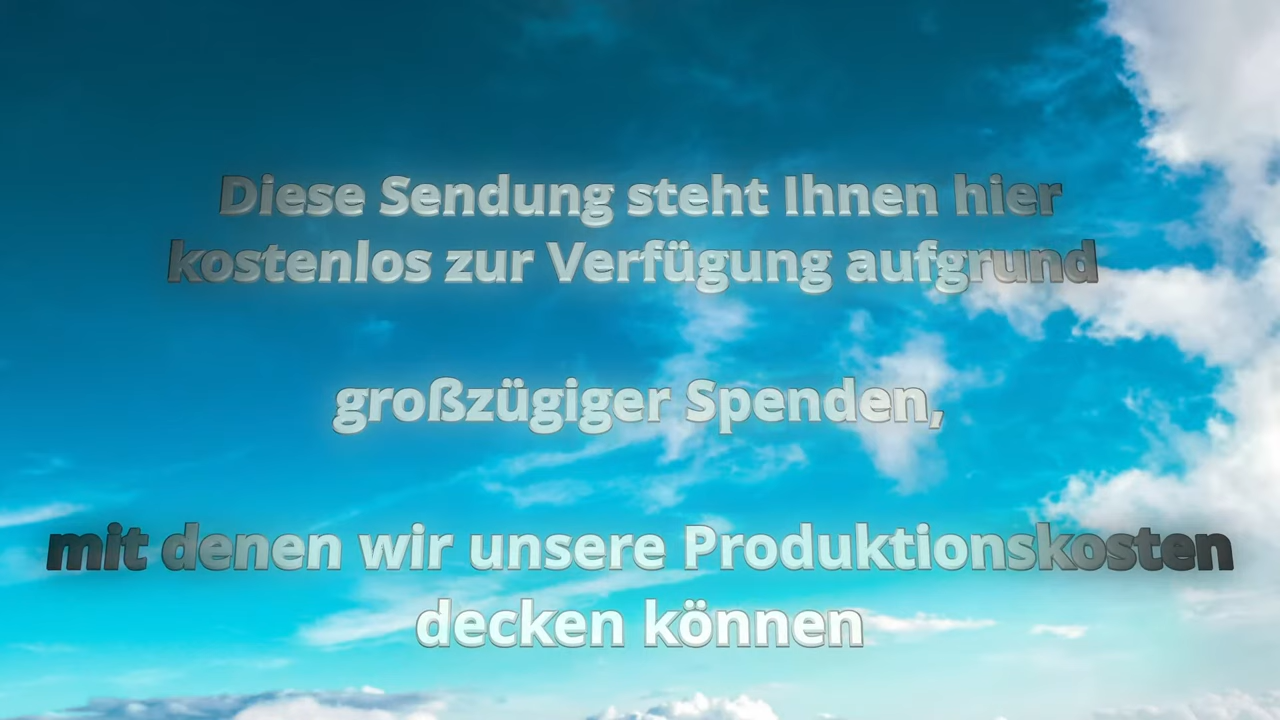 Diese Sendung steht Ihnen hier
kostenlos zur Verfügung aufgrund
großzügiger Spenden,
mit denen wir unsere Produktionskosten
decken können